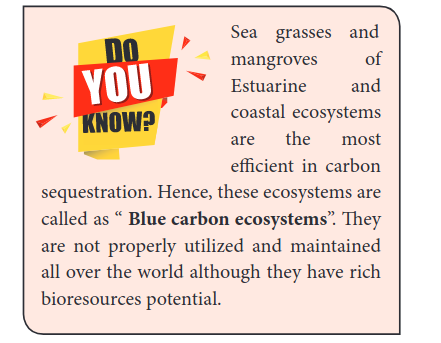 DO
YOU
KNOW?
Sea grasses and
mangroves of
Estuarine and
coastal ecosystems
are the most
efficient in carbon
sequestration. Hence, these ecosystems are
called as “ Blue carbon ecosystems”. They
are not properly utilized and maintained
all over the world although they have rich
bioresources potential.